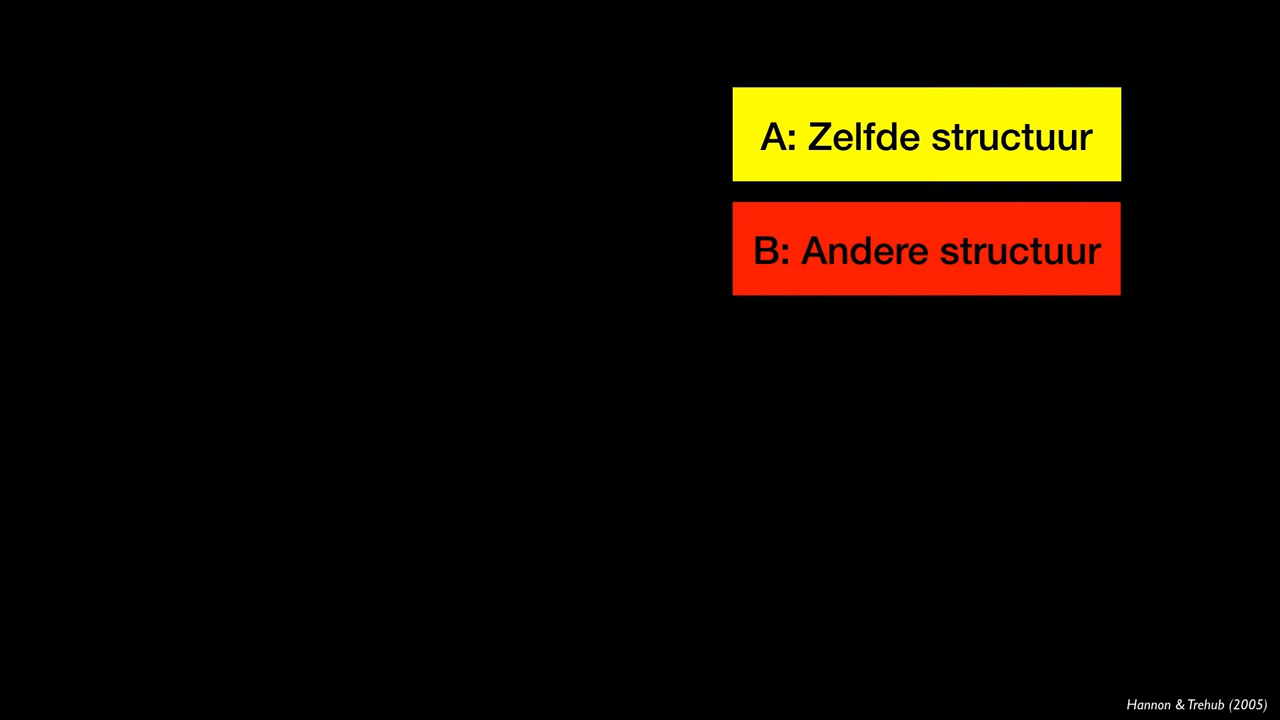 A: Zelfde structuur
B: Andere structuur
Hannon & Trehub (2005)